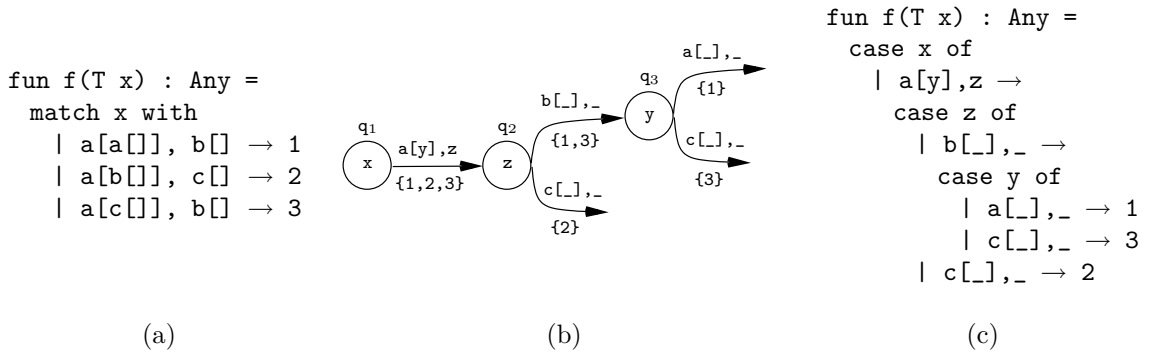 fun f(T x) : Any =
match x with
| a[a[]], b[] → 1
| a[b[]], c[] → 2
| a[c[]], b[] → 3
(a)
q1
x
a[y],z
{1,2,3}
q2
z
b[_],_
{1,3}
c[_],_
{2}
q3
y
a[_],_
{1}
c[_],_
{3}
(b)
fun f(T x) : Any =
case x of
| a[y],z →
case z of
| b[_],_ →
case y of
| a[_],_ → 1
| c[_],_ → 3
| c[_],_ → 2
(c)